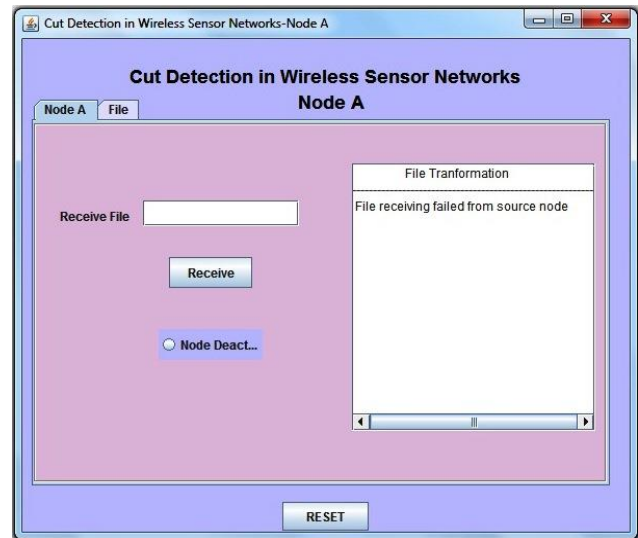 Cut Detection in Wireless Sensor Networks-Node A
Cut Detection in Wireless Sensor Networks
Node A
Node A
File
File Tranformation
File receiving failed from source node
Receive File
Receive
Node Deact...
RESET